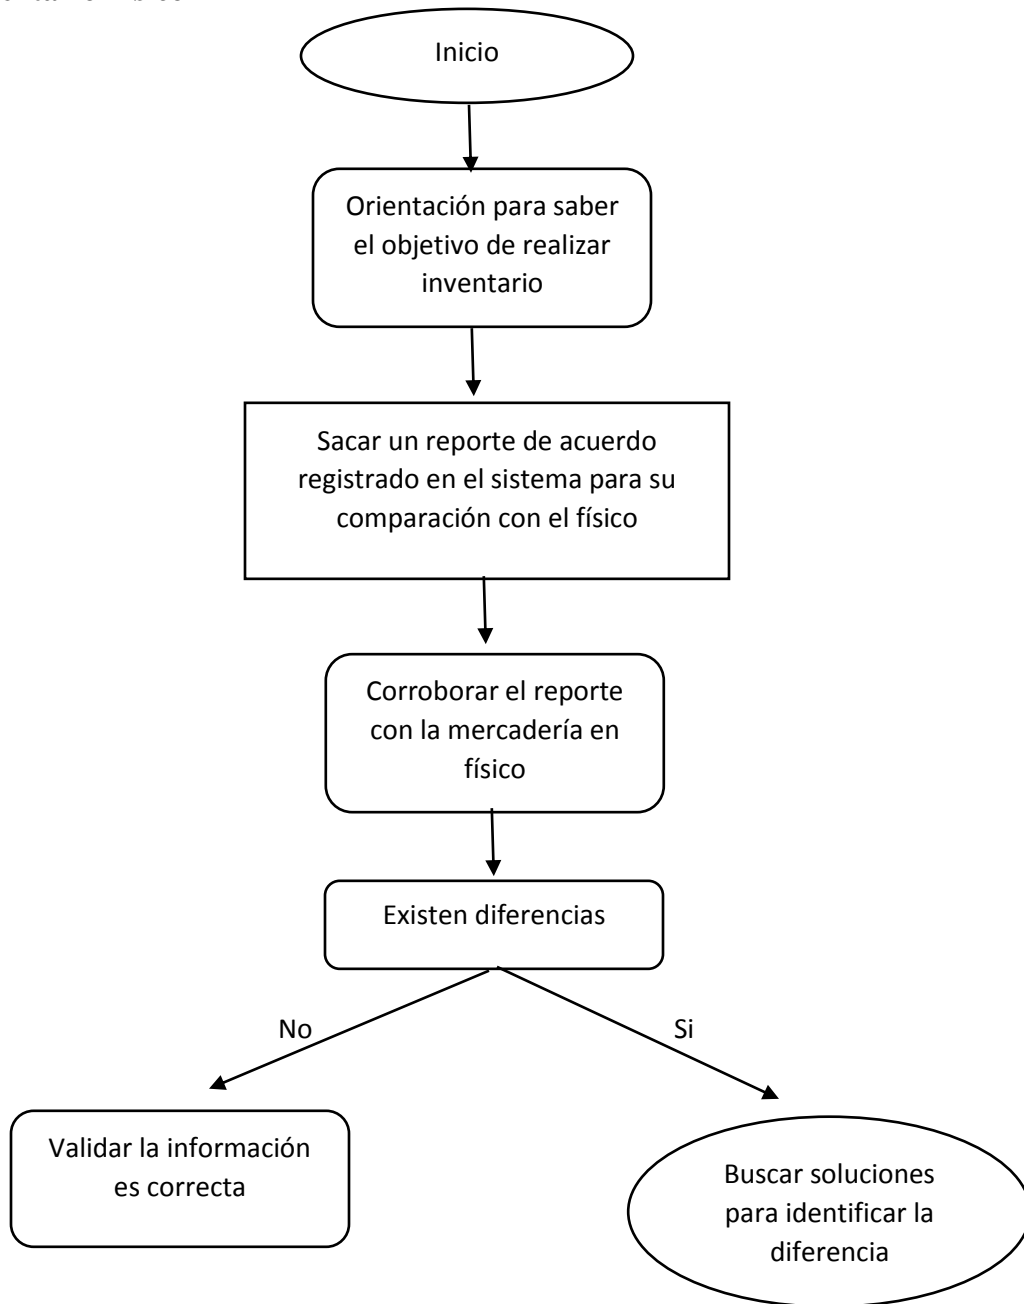 Inicio
Orientación para saber
el objetivo de realizar
inventario
Sacar un reporte de acuerdo
registrado en el sistema para su
comparación con el físico
Corroborar el reporte
con la mercadería en
físico
Existen diferencias
No
Si
Validar la información
es correcta
Buscar soluciones
para identificar la
diferencia